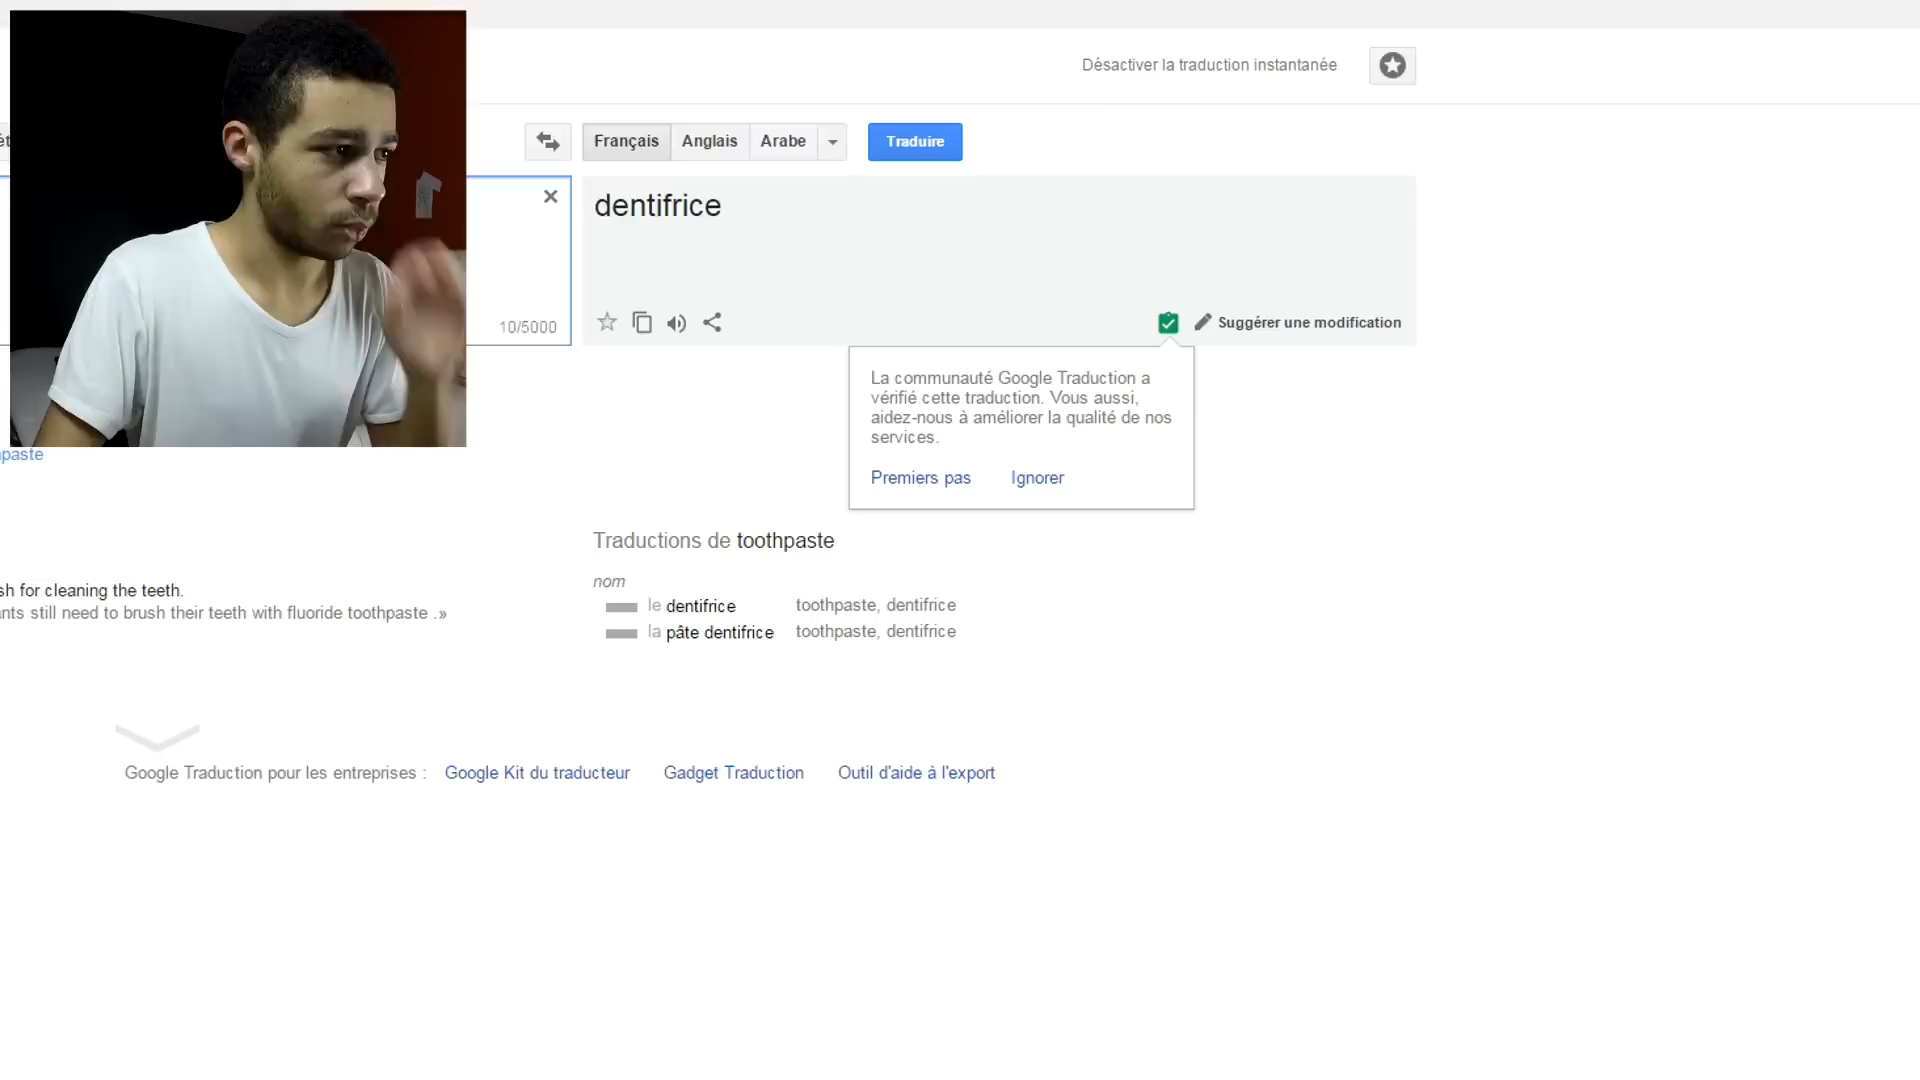 Désactiver la traduction instantanée
Français Anglais Arabe Traduire
dentifrice
10/5000
Suggérer une modification
La communauté Google Traduction a
vérifié cette traduction. Vous aussi,
aidez-nous à améliorer la qualité de nos
services.
Premiers pas Ignorer
paste
Traductions de toothpaste
nom
for cleaning the teeth.
le dentifrice toothpaste, dentifrice
still need to brush their teeth with fluoride toothpaste .»
la pâte dentifrice toothpaste, dentifrice
Google Traduction pour les entreprises : Google Kit du traducteur Gadget Traduction Outil d'aide à l'export